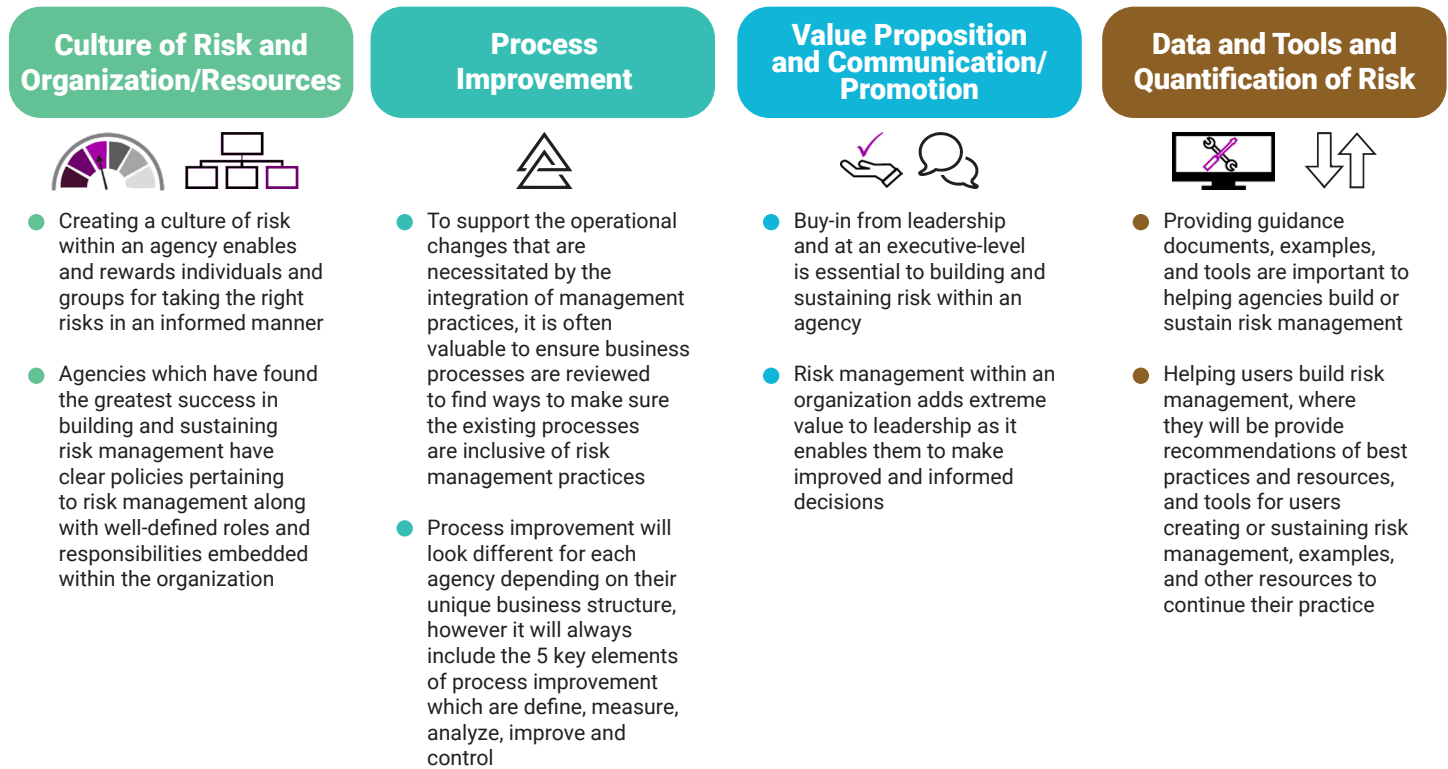 Culture of Risk and
Organization/Resources
Creating a culture of risk
within an agency enables
and rewards individuals and
groups for taking the right
risks in an informed manner
Agencies which have found
the greatest success in
building and sustaining
risk management have
clear policies pertaining
to risk management along
with well-defined roles and
responsibilities embedded
within the organization
Process
Improvement
To support the operational
changes that are
necessitated by the
integration of management
practices, it is often
valuable to ensure business
processes are reviewed
to find ways to make sure
the existing processes
are inclusive of risk
management practices
Process improvement will
look different for each
agency depending on their
unique business structure,
however it will always
include the 5 key elements
of process improvement
which are define, measure,
analyze, improve and
control
Value Proposition
and Communication/
Promotion
Buy-in from leadership
and at an executive-level
is essential to building and
sustaining risk within an
agency
Risk management within an
organization adds extreme
value to leadership as it
enables them to make
improved and informed
decisions
Data and Tools and
Quantification of Risk
Providing guidance
documents, examples,
and tools are important to
helping agencies build or
sustain risk management
Helping users build risk
management, where
they will be provide
recommendations of best
practices and resources,
and tools for users
creating or sustaining risk
management, examples,
and other resources to
continue their practice